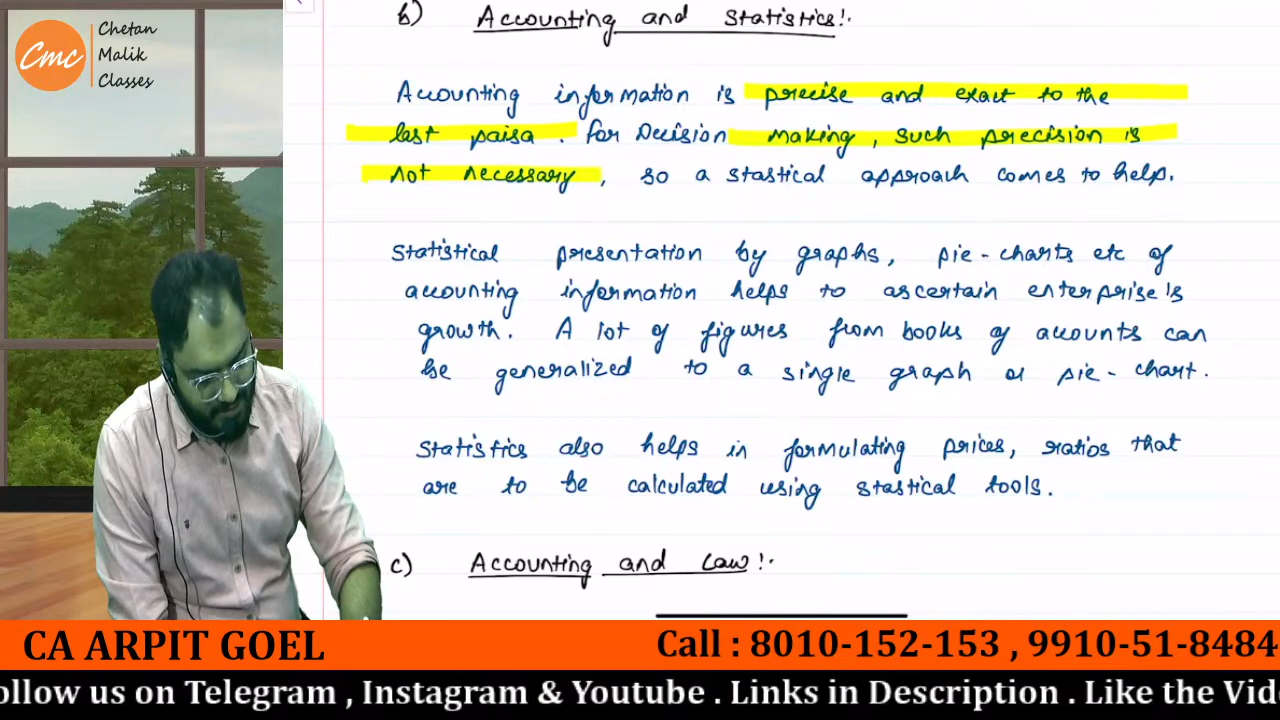 Cmc
Chetan
Malik
Classes
b) Accounting and Statistics:-
Accounting information is precise and exact to the
last paisa. For Decision making, such precision is
not necessary, so a stastical approach comes to help.
Statistical presentation by graphs, pie-charts etc of
accounting information helps to ascertain enterprise's
growth. A lot of figures from books of accounts can
be generalized to a single graph or pie-chart.
Statistics also helps in formulating prices, ratios that
are to be calculated using stastical tools.
c) Accounting and Law:-
CA ARPIT GOEL
Call : 8010-152-153 , 9910-51-8484
ollow us on Telegram , Instagram & Youtube . Links in Description . Like the Vid